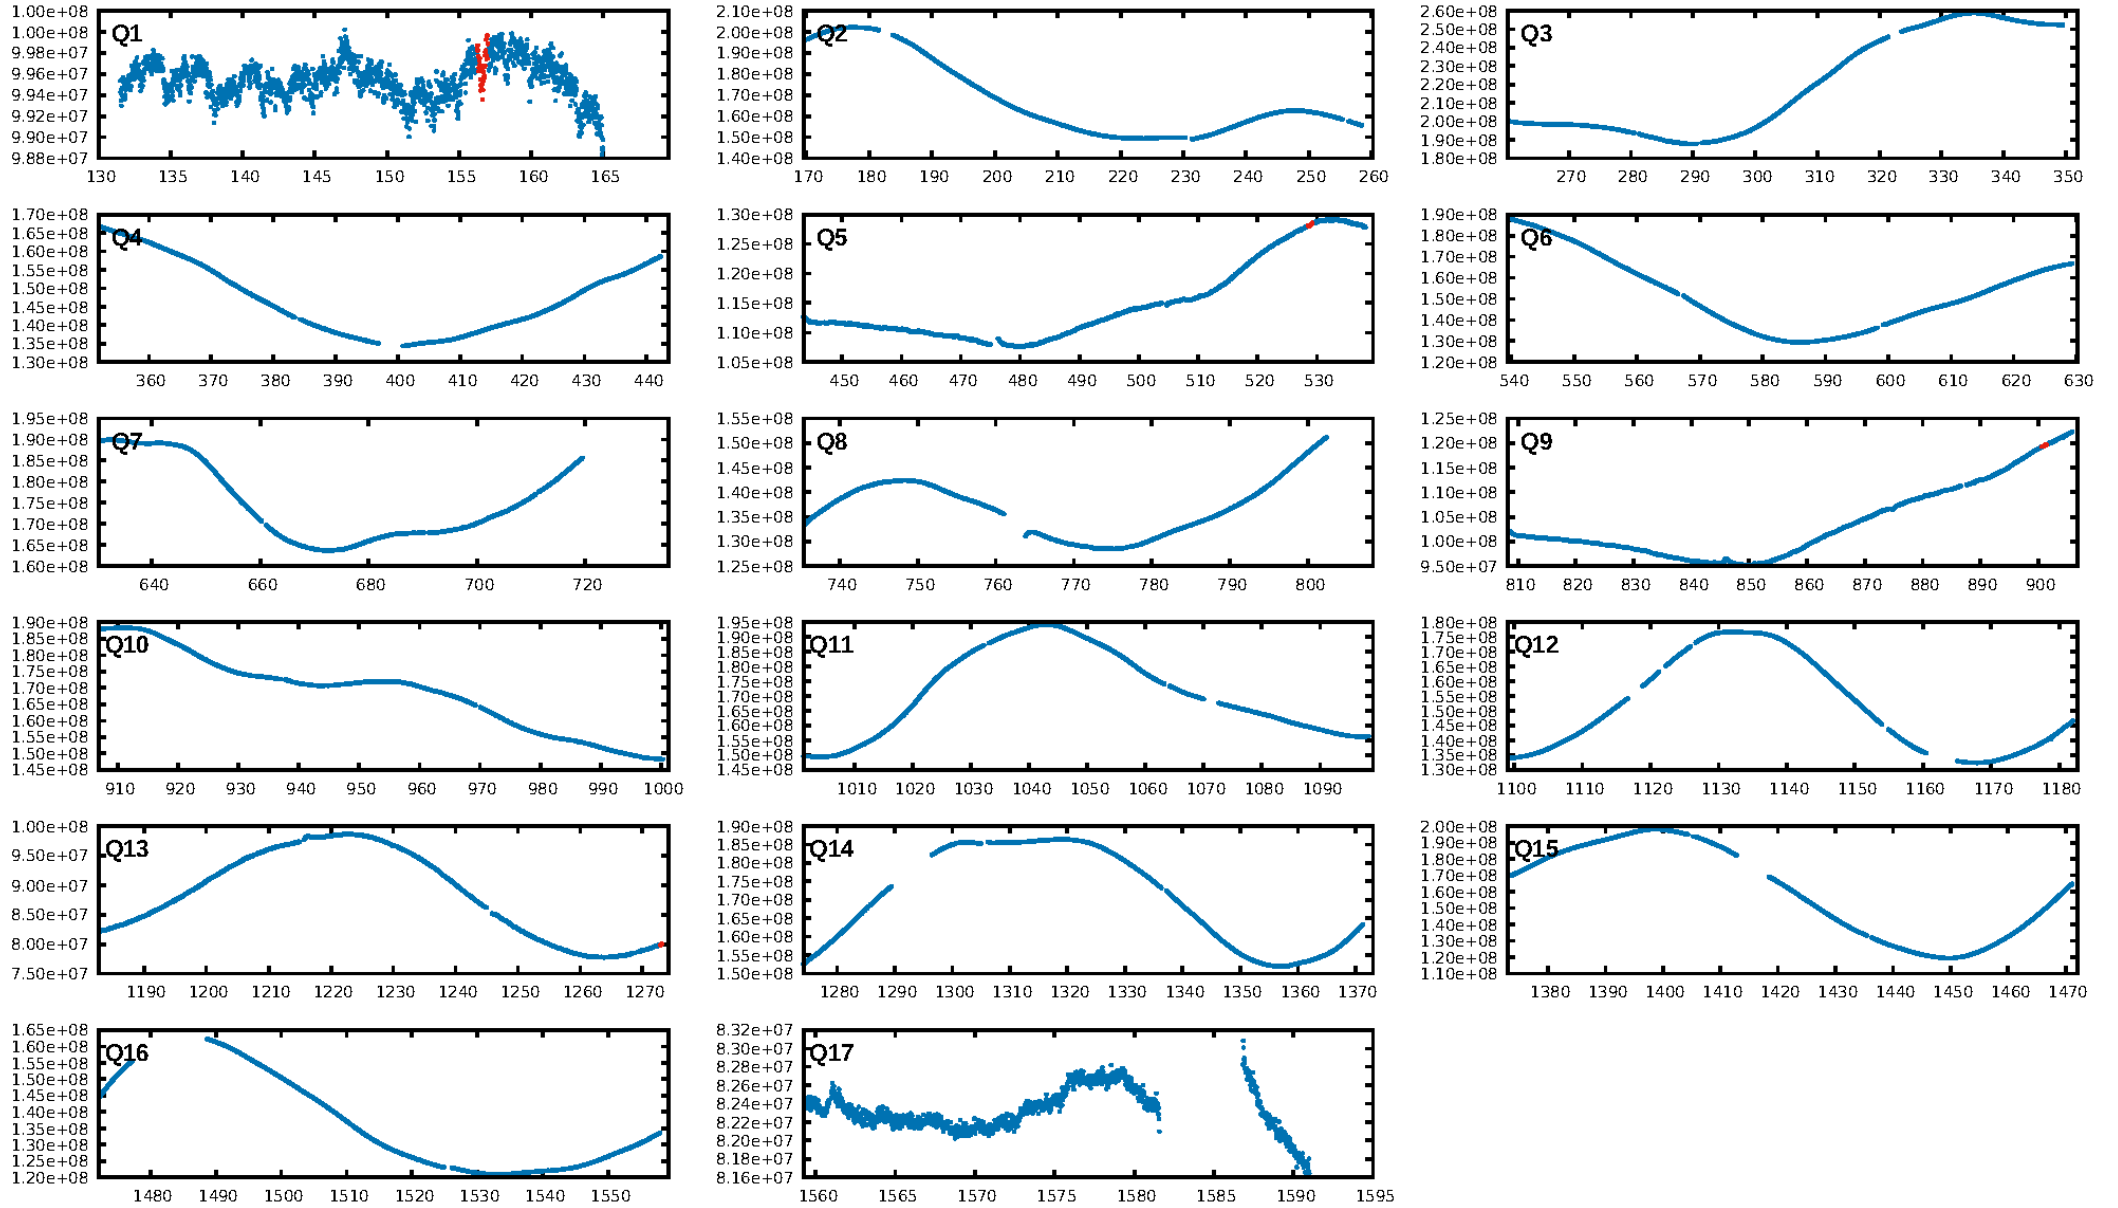 Q1
1.00e+08
1.00e+08
9.98e+07
9.96e+07
9.94e+07
9.92e+07
9.90e+07
9.88e+07
130 135 140 145 150 155 160 165
Q2
2.10e+08
2.00e+08
1.90e+08
1.80e+08
1.70e+08
1.60e+08
1.50e+08
1.40e+08
170 180 190 200 210 220 230 240 250 260
Q3
2.60e+08
2.50e+08
2.40e+08
2.30e+08
2.20e+08
2.10e+08
2.00e+08
1.90e+08
1.80e+08
270 280 290 300 310 320 330 340 350
Q4
1.70e+08
1.65e+08
1.60e+08
1.55e+08
1.50e+08
1.45e+08
1.40e+08
1.35e+08
1.30e+08
360 370 380 390 400 410 420 430 440
Q5
1.30e+08
1.25e+08
1.20e+08
1.15e+08
1.10e+08
1.05e+08
450 460 470 480 490 500 510 520 530
Q6
1.90e+08
1.80e+08
1.70e+08
1.60e+08
1.50e+08
1.40e+08
1.30e+08
1.20e+08
540 550 560 570 580 590 600 610 620 630
Q7
1.95e+08
1.90e+08
1.85e+08
1.80e+08
1.75e+08
1.70e+08
1.65e+08
1.60e+08
640 660 680 700 720
Q8
1.55e+08
1.50e+08
1.45e+08
1.40e+08
1.35e+08
1.30e+08
1.25e+08
740 750 760 770 780 790 800
Q9
1.25e+08
1.20e+08
1.15e+08
1.10e+08
1.05e+08
1.00e+08
9.50e+07
810 820 830 840 850 860 870 880 890 900
Q10
1.90e+08
1.85e+08
1.80e+08
1.75e+08
1.70e+08
1.65e+08
1.60e+08
1.55e+08
1.50e+08
1.45e+08
910 920 930 940 950 960 970 980 990 1000
Q11
1.95e+08
1.90e+08
1.85e+08
1.80e+08
1.75e+08
1.70e+08
1.65e+08
1.60e+08
1.55e+08
1.50e+08
1.45e+08
1010 1020 1030 1040 1050 1060 1070 1080 1090
Q12
1.80e+08
1.75e+08
1.70e+08
1.65e+08
1.60e+08
1.55e+08
1.50e+08
1.45e+08
1.40e+08
1.35e+08
1.30e+08
1100 1110 1120 1130 1140 1150 1160 1170 1180
Q13
1.00e+08
9.50e+07
9.00e+07
8.50e+07
8.00e+07
7.50e+07
1190 1200 1210 1220 1230 1240 1250 1260 1270
Q14
1.90e+08
1.85e+08
1.80e+08
1.75e+08
1.70e+08
1.65e+08
1.60e+08
1.55e+08
1.50e+08
1280 1290 1300 1310 1320 1330 1340 1350 1360 1370
Q15
2.00e+08
1.90e+08
1.80e+08
1.70e+08
1.60e+08
1.50e+08
1.40e+08
1.30e+08
1.20e+08
1.10e+08
1380 1390 1400 1410 1420 1430 1440 1450 1460 1470
Q16
1.65e+08
1.60e+08
1.55e+08
1.50e+08
1.45e+08
1.40e+08
1.35e+08
1.30e+08
1.25e+08
1.20e+08
1480 1490 1500 1510 1520 1530 1540 1550
Q17
8.32e+07
8.30e+07
8.28e+07
8.26e+07
8.24e+07
8.22e+07
8.20e+07
8.18e+07
8.16e+07
1560 1565 1570 1575 1580 1585 1590 1595